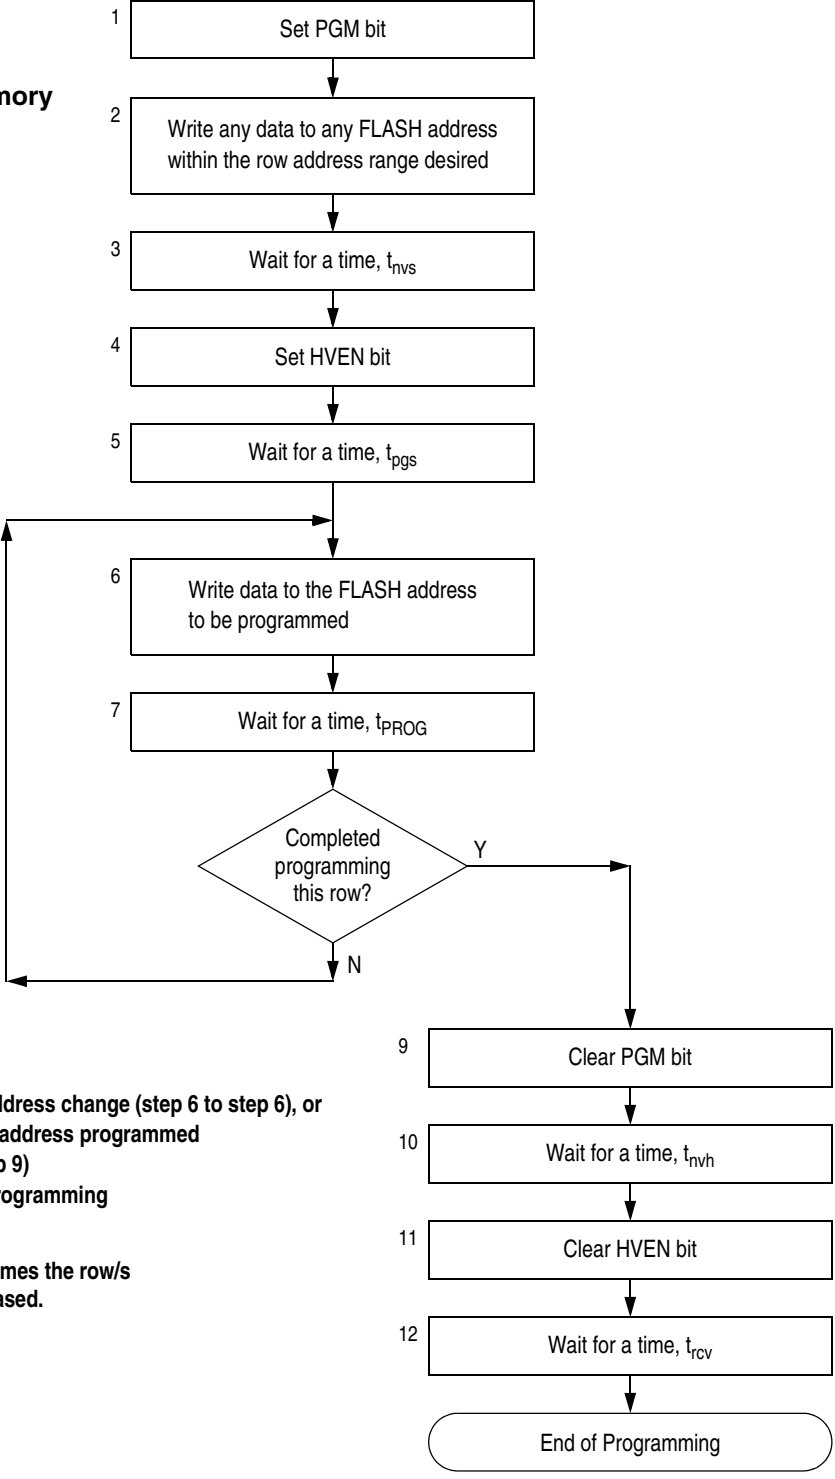 1
Set PGM bit
mory
2
Write any data to any FLASH address
within the row address range desired
3
Wait for a time, tnvs
4
Set HVEN bit
5
Wait for a time, tpgs
6
Write data to the FLASH address
to be programmed
7
Wait for a time, tPROG
Completed
programming
this row?
Y
N
9
Clear PGM bit
ddress change (step 6 to step 6), or
address programmed
p 9)
rogramming
10
Wait for a time, tnvh
11
Clear HVEN bit
mes the row/s
ased.
12
Wait for a time, trcv
End of Programming